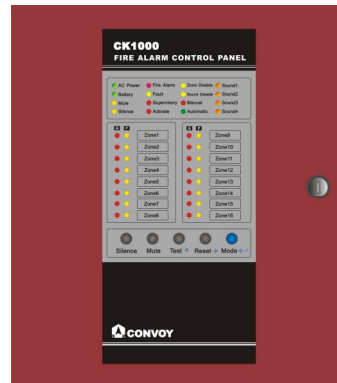 CK1000
FIRE ALARM CONTROL PANEL
AC Power Fire Alarm Zone Disable Sound1
Battery Fault Sound Disable Sound2
Mute Supervisory Manual Sound3
Silence Activate Automatic Sound4
A F A F
Zone1 Zone9
Zone2 Zone10
Zone3 Zone11
Zone4 Zone12
Zone5 Zone13
Zone6 Zone14
Zone7 Zone15
Zone8 Zone16
Silence Mute Test Reset Mode
CONVOY